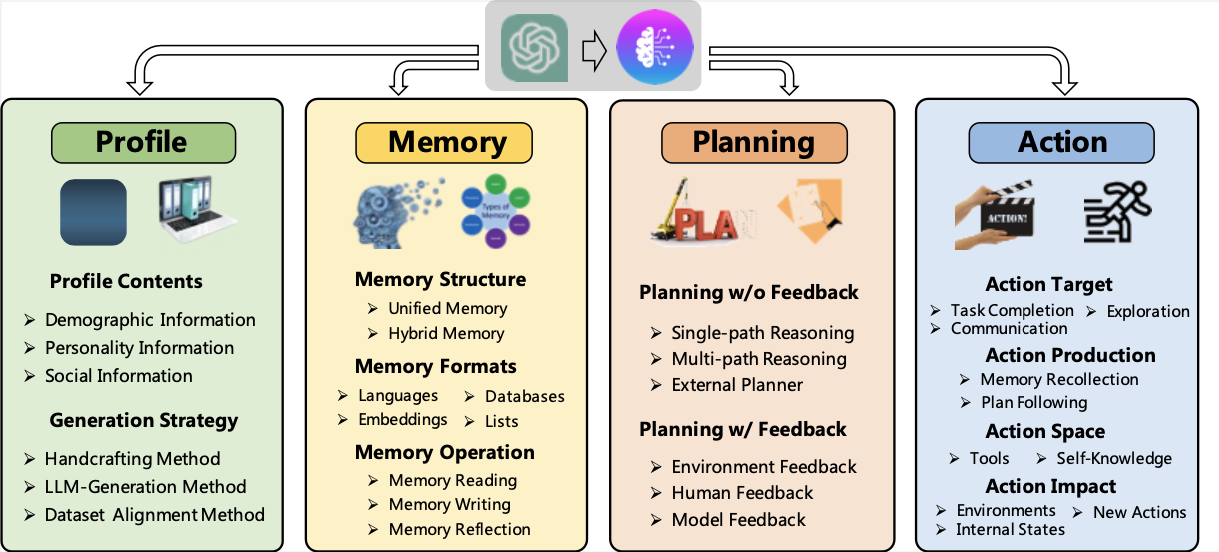 Profile
Profile Contents
➢ Demographic Information
➢ Personality Information
➢ Social Information
Generation Strategy
➢ Handcrafting Method
➢ LLM-Generation Method
➢ Dataset Alignment Method
Memory
Types of
Memory
Memory Structure
➢ Unified Memory
➢ Hybrid Memory
Memory Formats
➢ Languages ➢ Databases
➢ Embeddings ➢ Lists
Memory Operation
➢ Memory Reading
➢ Memory Writing
➢ Memory Reflection
Planning
PLAN
Planning w/o Feedback
➢ Single-path Reasoning
➢ Multi-path Reasoning
➢ External Planner
Planning w/ Feedback
➢ Environment Feedback
➢ Human Feedback
➢ Model Feedback
Action
ACTION!
Action Target
➢ Task Completion ➢ Exploration
➢ Communication
Action Production
➢ Memory Recollection
➢ Plan Following
Action Space
➢ Tools ➢ Self-Knowledge
Action Impact
➢ Environments ➢ New Actions
➢ Internal States